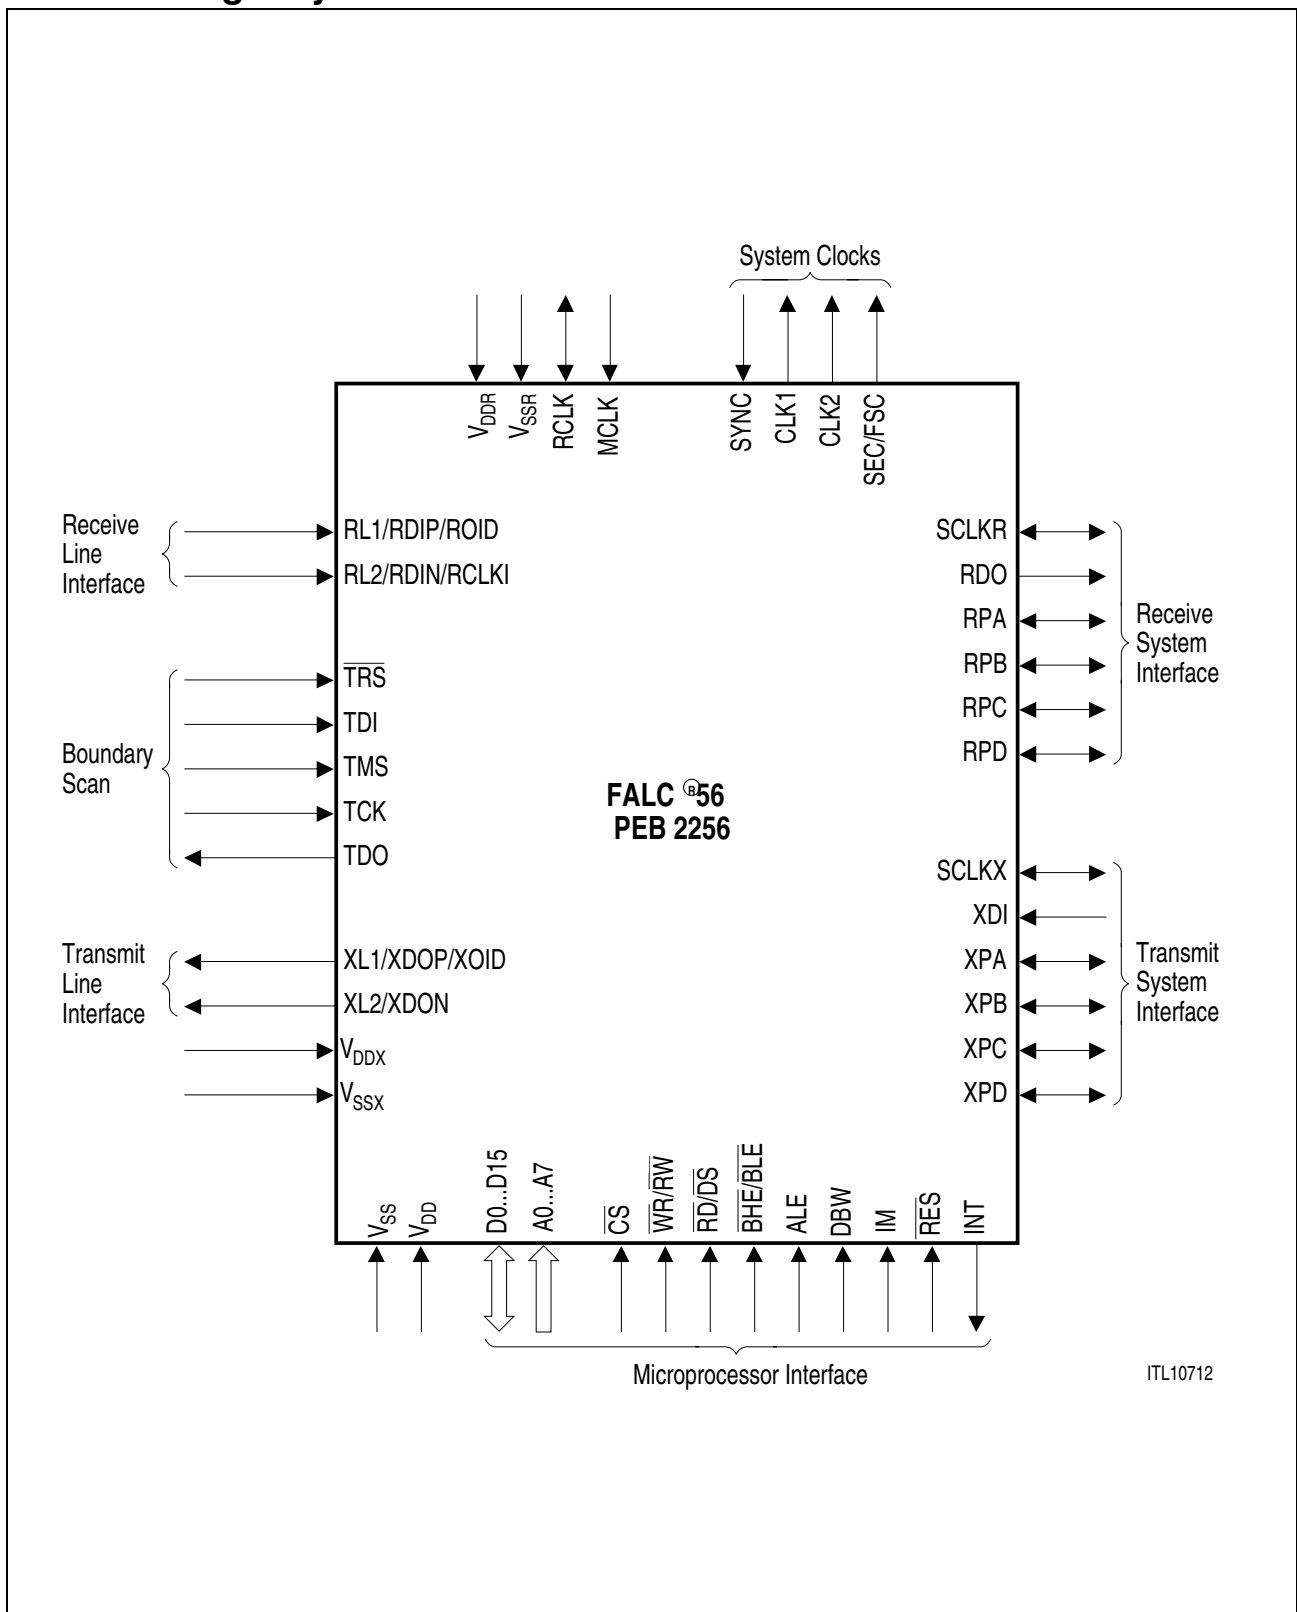 System Clocks
VDDR
VSSR
RCLK
MCLK
SYNC
CLK1
CLK2
SEC/FSC
Receive
Line
Interface
RL1/RDIP/ROID
RL2/RDIN/RCLKI
Boundary
Scan
TRS
TDI
TMS
TCK
TDO
Transmit
Line
Interface
XL1/XDOP/XOID
XL2/XDON
VDDX
VSSX
FALC ®56
PEB 2256
SCLKR
RDO
RPA
RPB
RPC
RPD
Receive
System
Interface
SCLKX
XDI
XPA
XPB
XPC
XPD
Transmit
System
Interface
VSS
VDD
D0...D15
A0...A7
CS
WR/RW
RD/DS
BHE/BLE
ALE
DBW
IM
RES
INT
Microprocessor Interface
ITL10712